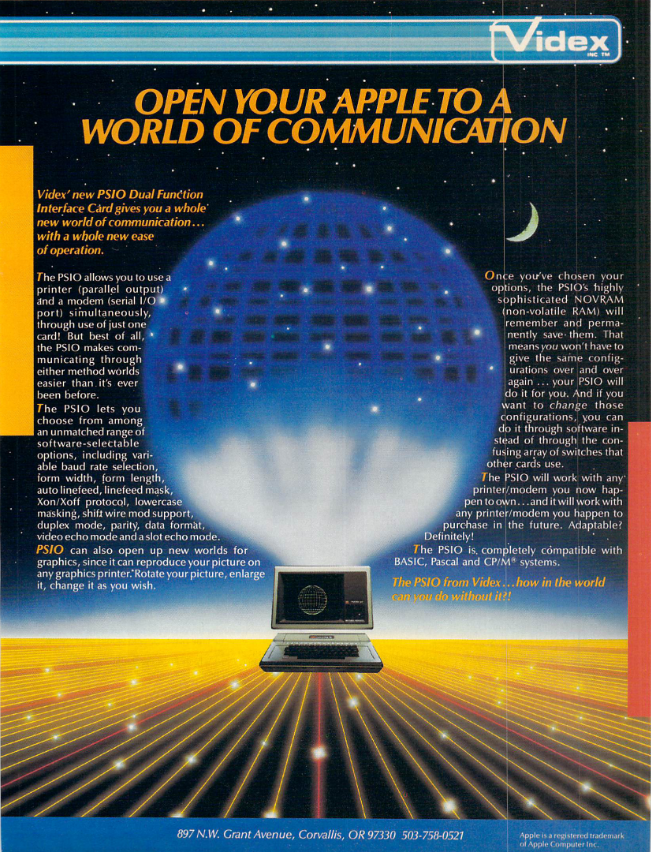 Videx
INC. TM
OPEN YOUR APPLE TO A
WORLD OF COMMUNICATION
Videx' new PSIO Dual Function
Interface Card gives you a whole
new world of communication...
with a whole new ease
of operation.
The PSIO allows you to use a
printer (parallel output)
and a modem (serial I/O
port) simultaneously,
through use of just one
card! But best of all,
the PSIO makes com-
municating through
either method worlds
easier than it's ever
been before.
The PSIO lets you
choose from among
an unmatched range of
software-selectable
options, including vari-
able baud rate selection,
form width, form length,
auto linefeed, linefeed mask,
Xon/Xoff protocol, lowercase
masking, shift wire mod support,
duplex mode, parity, data format,
video echo mode and a slot echo mode.
PSIO can also open up new worlds for
graphics, since it can reproduce your picture on
any graphics printer. Rotate your picture, enlarge
it, change it as you wish.
Once you've chosen your
options, the PSIO's highly
sophisticated NOVRAM
(non-volatile RAM) will
remember and perma-
nently save them. That
means you won't have to
give the same config-
urations over and over
again ... your PSIO will
do it for you. And if you
want to change those
configurations, you can
do it through software in-
stead of through the con-
fusing array of switches that
other cards use.
The PSIO will work with any
printer/modem you now hap-
pen to own...and it will work with
any printer/modem you happen to
purchase in the future. Adaptable?
Definitely!
The PSIO is completely compatible with
BASIC, Pascal and CP/M® systems.
The PSIO from Videx...how in the world
can you do without it?!
897 N.W. Grant Avenue, Corvallis, OR 97330 503-758-0521
Apple is a registered trademark
of Apple Computer Inc.